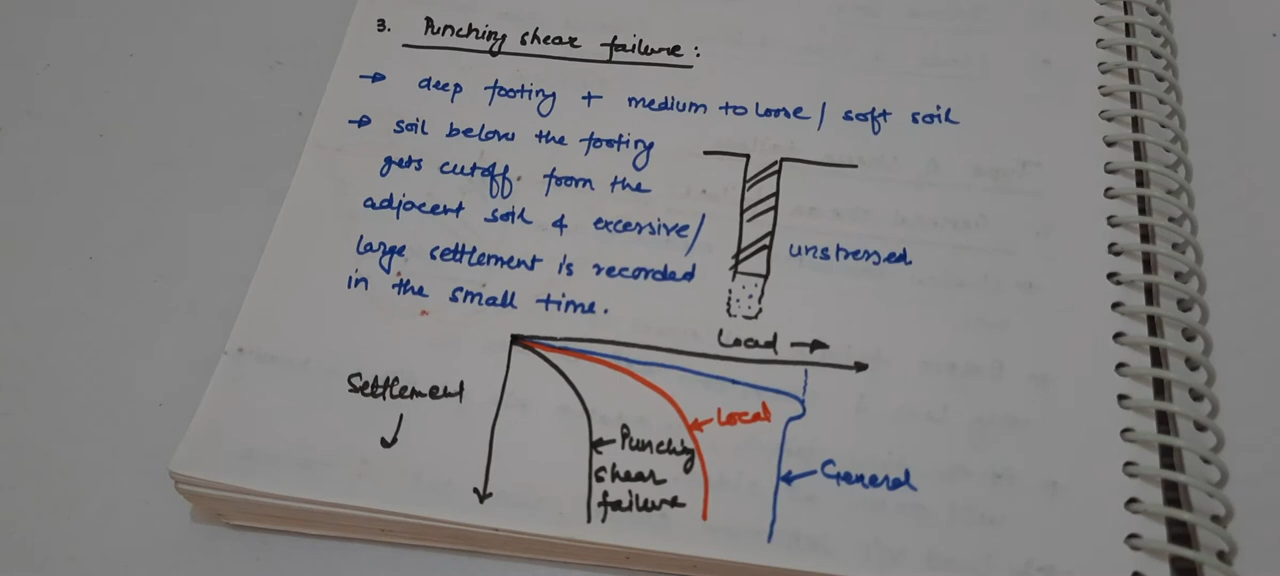 3. Punching shear failure:
→ deep footing + medium to loose / soft soil
→ soil below the footing
gets cutoff. from the
adjacent soil & excessive/
large settlement is recorded
in the small time.
unstressed
Load →
Settlement
Local
Punching
shear
failure
General